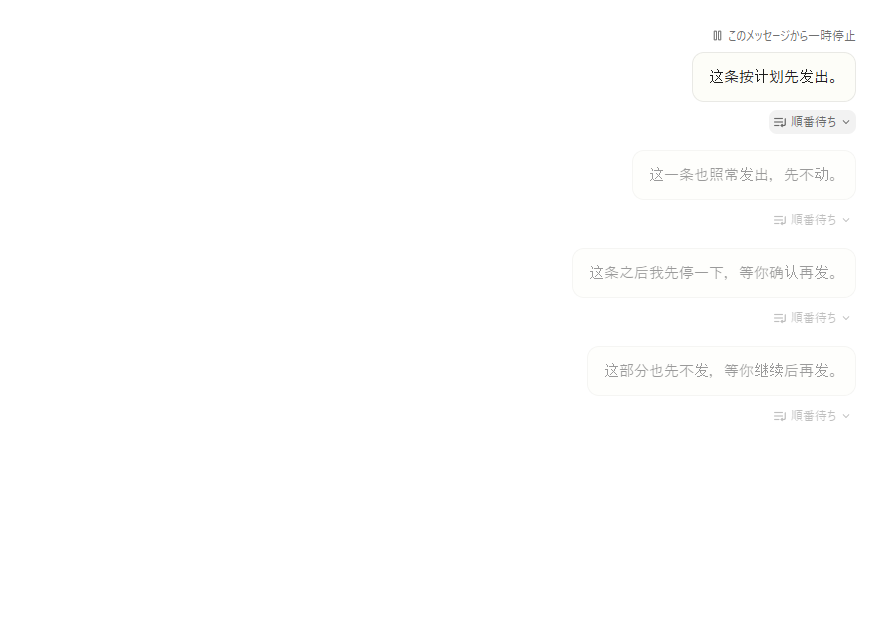 このメッセージから一時停止
这条按计划先发出。
順番待ち
这一条也照常发出，先不动。
順番待ち
这条之后我先停一下，等你确认再发。
順番待ち
这部分也先不发，等你继续后再发。
順番待ち